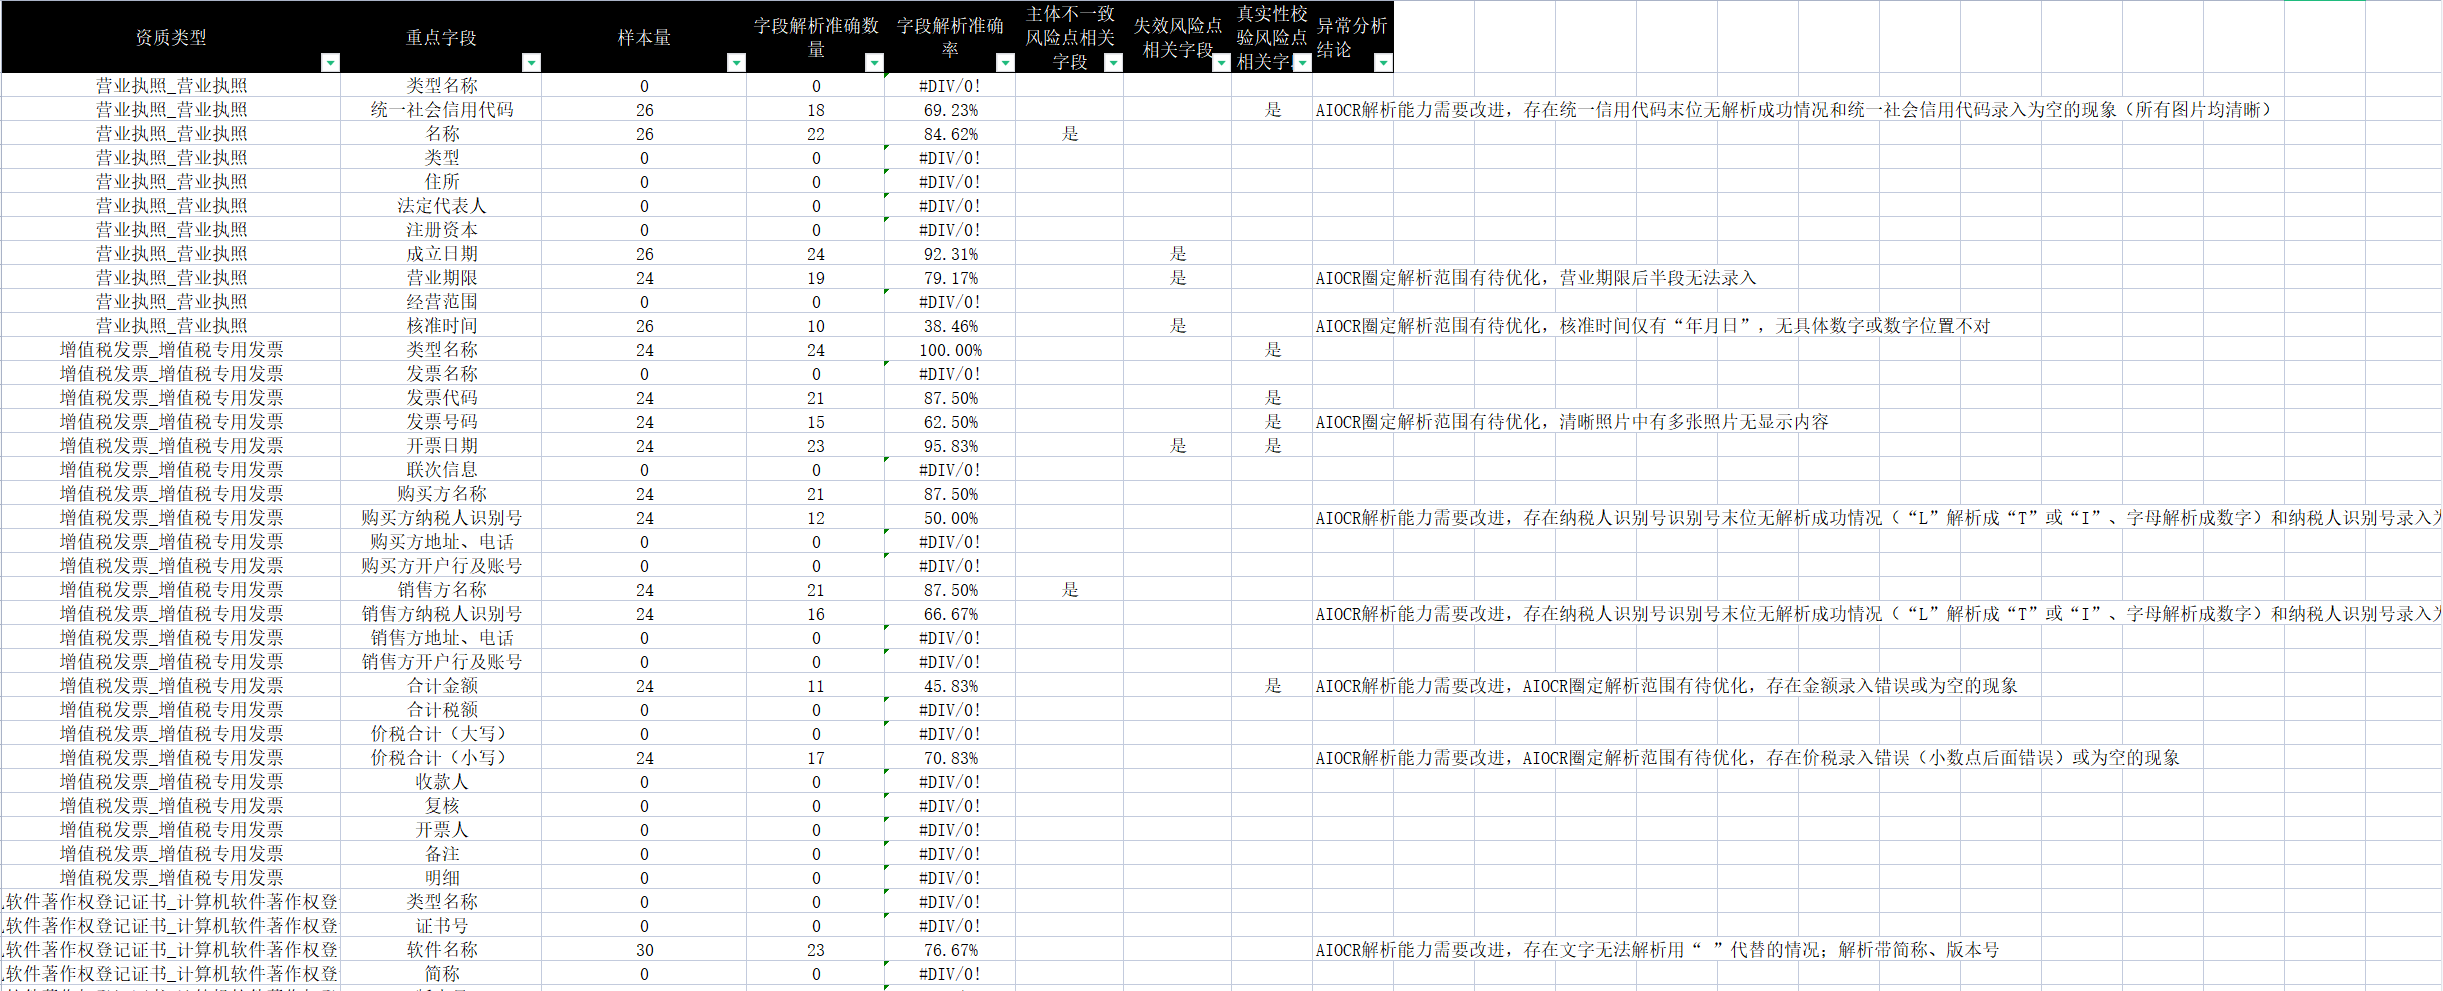 资质类型 重点字段 样本量 字段解析准确数量 字段解析准确率 主体不一致风险点相关字段 失效风险点相关字段 真实性校验风险点相关字 异常分析结论
营业执照_营业执照 类型名称 0 0 #DIV/0!
营业执照_营业执照 统一社会信用代码 26 18 69.23% 是 AIOCR解析能力需要改进，存在统一信用代码末位无解析成功情况和统一社会信用代码录入为空的现象（所有图片均清晰）
营业执照_营业执照 名称 26 22 84.62% 是
营业执照_营业执照 类型 0 0 #DIV/0!
营业执照_营业执照 住所 0 0 #DIV/0!
营业执照_营业执照 法定代表人 0 0 #DIV/0!
营业执照_营业执照 注册资本 0 0 #DIV/0!
营业执照_营业执照 成立日期 26 24 92.31% 是
营业执照_营业执照 营业期限 24 19 79.17% 是 AIOCR圈定解析范围有待优化，营业期限后半段无法录入
营业执照_营业执照 经营范围 0 0 #DIV/0!
营业执照_营业执照 核准时间 26 10 38.46% 是 AIOCR圈定解析范围有待优化，核准时间仅有“年月日”，无具体数字或数字位置不对
增值税发票_增值税专用发票 类型名称 24 24 100.00% 是
增值税发票_增值税专用发票 发票名称 0 0 #DIV/0!
增值税发票_增值税专用发票 发票代码 24 21 87.50% 是
增值税发票_增值税专用发票 发票号码 24 15 62.50% 是 AIOCR圈定解析范围有待优化，清晰照片中有多张照片无显示内容
增值税发票_增值税专用发票 开票日期 24 23 95.83% 是 是
增值税发票_增值税专用发票 联次信息 0 0 #DIV/0!
增值税发票_增值税专用发票 购买方名称 24 21 87.50%
增值税发票_增值税专用发票 购买方纳税人识别号 24 12 50.00% AIOCR解析能力需要改进，存在纳税人识别号识别号末位无解析成功情况（“L”解析成“T”或“I”、字母解析成数字）和纳税人识别号录入
增值税发票_增值税专用发票 购买方地址、电话 0 0 #DIV/0!
增值税发票_增值税专用发票 购买方开户行及账号 0 0 #DIV/0!
增值税发票_增值税专用发票 销售方名称 24 21 87.50% 是
增值税发票_增值税专用发票 销售方纳税人识别号 24 16 66.67% AIOCR解析能力需要改进，存在纳税人识别号识别号末位无解析成功情况（“L”解析成“T”或“I”、字母解析成数字）和纳税人识别号录入
增值税发票_增值税专用发票 销售方地址、电话 0 0 #DIV/0!
增值税发票_增值税专用发票 销售方开户行及账号 0 0 #DIV/0!
增值税发票_增值税专用发票 合计金额 24 11 45.83% 是 AIOCR解析能力需要改进，AIOCR圈定解析范围有待优化，存在金额录入错误或为空的现象
增值税发票_增值税专用发票 合计税额 0 0 #DIV/0!
增值税发票_增值税专用发票 价税合计（大写） 0 0 #DIV/0!
增值税发票_增值税专用发票 价税合计（小写） 24 17 70.83% AIOCR解析能力需要改进，AIOCR圈定解析范围有待优化，存在价税录入错误（小数点后面错误）或为空的现象
增值税发票_增值税专用发票 收款人 0 0 #DIV/0!
增值税发票_增值税专用发票 复核 0 0 #DIV/0!
增值税发票_增值税专用发票 开票人 0 0 #DIV/0!
增值税发票_增值税专用发票 备注 0 0 #DIV/0!
增值税发票_增值税专用发票 明细 0 0 #DIV/0!
软件著作权登记证书_计算机软件著作权登 类型名称 0 0 #DIV/0!
软件著作权登记证书_计算机软件著作权登 证书号 0 0 #DIV/0!
软件著作权登记证书_计算机软件著作权登 软件名称 30 23 76.67% AIOCR解析能力需要改进，存在文字无法解析用“ ”代替的情况；解析带简称、版本号
软件著作权登记证书_计算机软件著作权登 简称 0 0 #DIV/0!